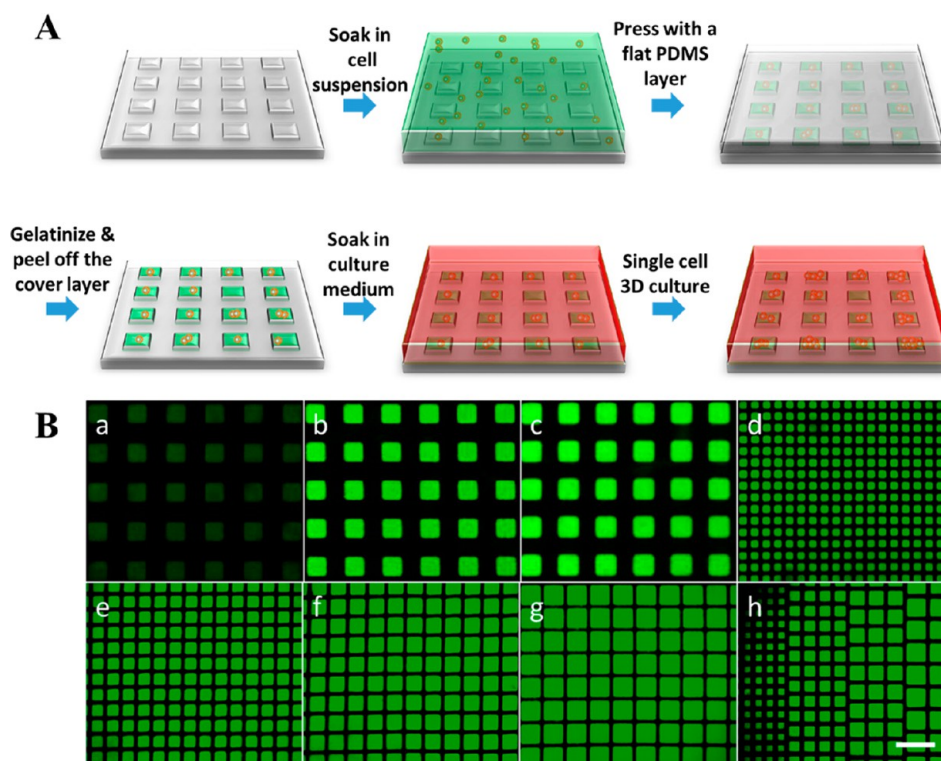 A
Soak in
cell
suspension
Press with a
flat PDMS
layer
Gelatinize &
peel off the
cover layer
Soak in
culture
medium
Single cell
3D culture
B
a
b
c
d
e
f
g
h